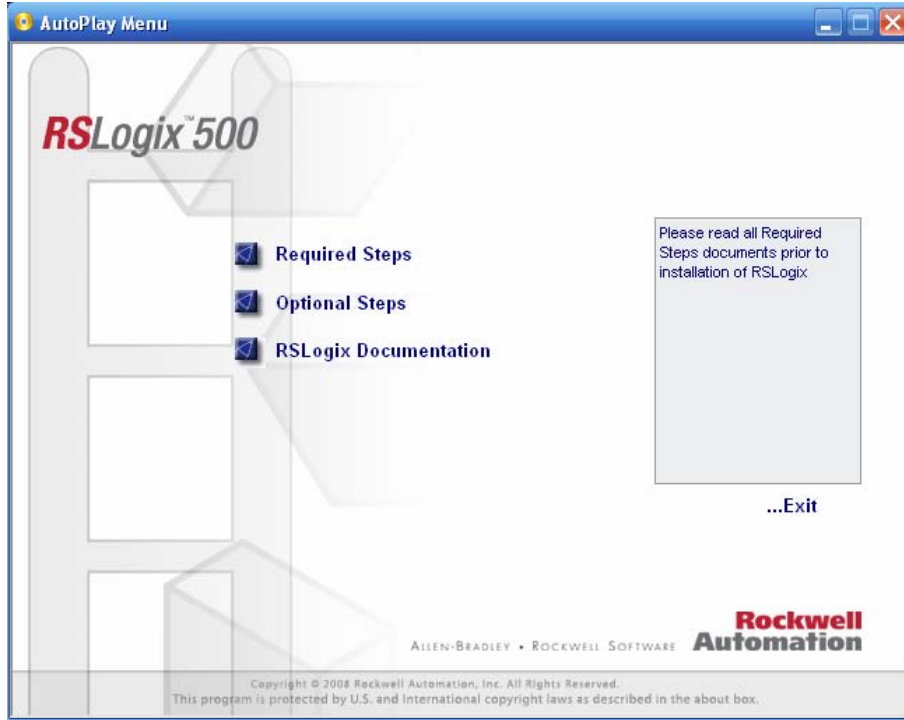 AutoPlay Menu
RSLogix™500
Required Steps
Optional Steps
RSLogix Documentation
Please read all Required
Steps documents prior to
installation of RSLogix
...Exit
ALLEN-BRADLEY • ROCKWELL SOFTWARE
Rockwell
Automation
Copyright © 2008 Rockwell Automation, Inc. All Rights Reserved.
This program is protected by U.S. and International copyright laws as described in the about box.